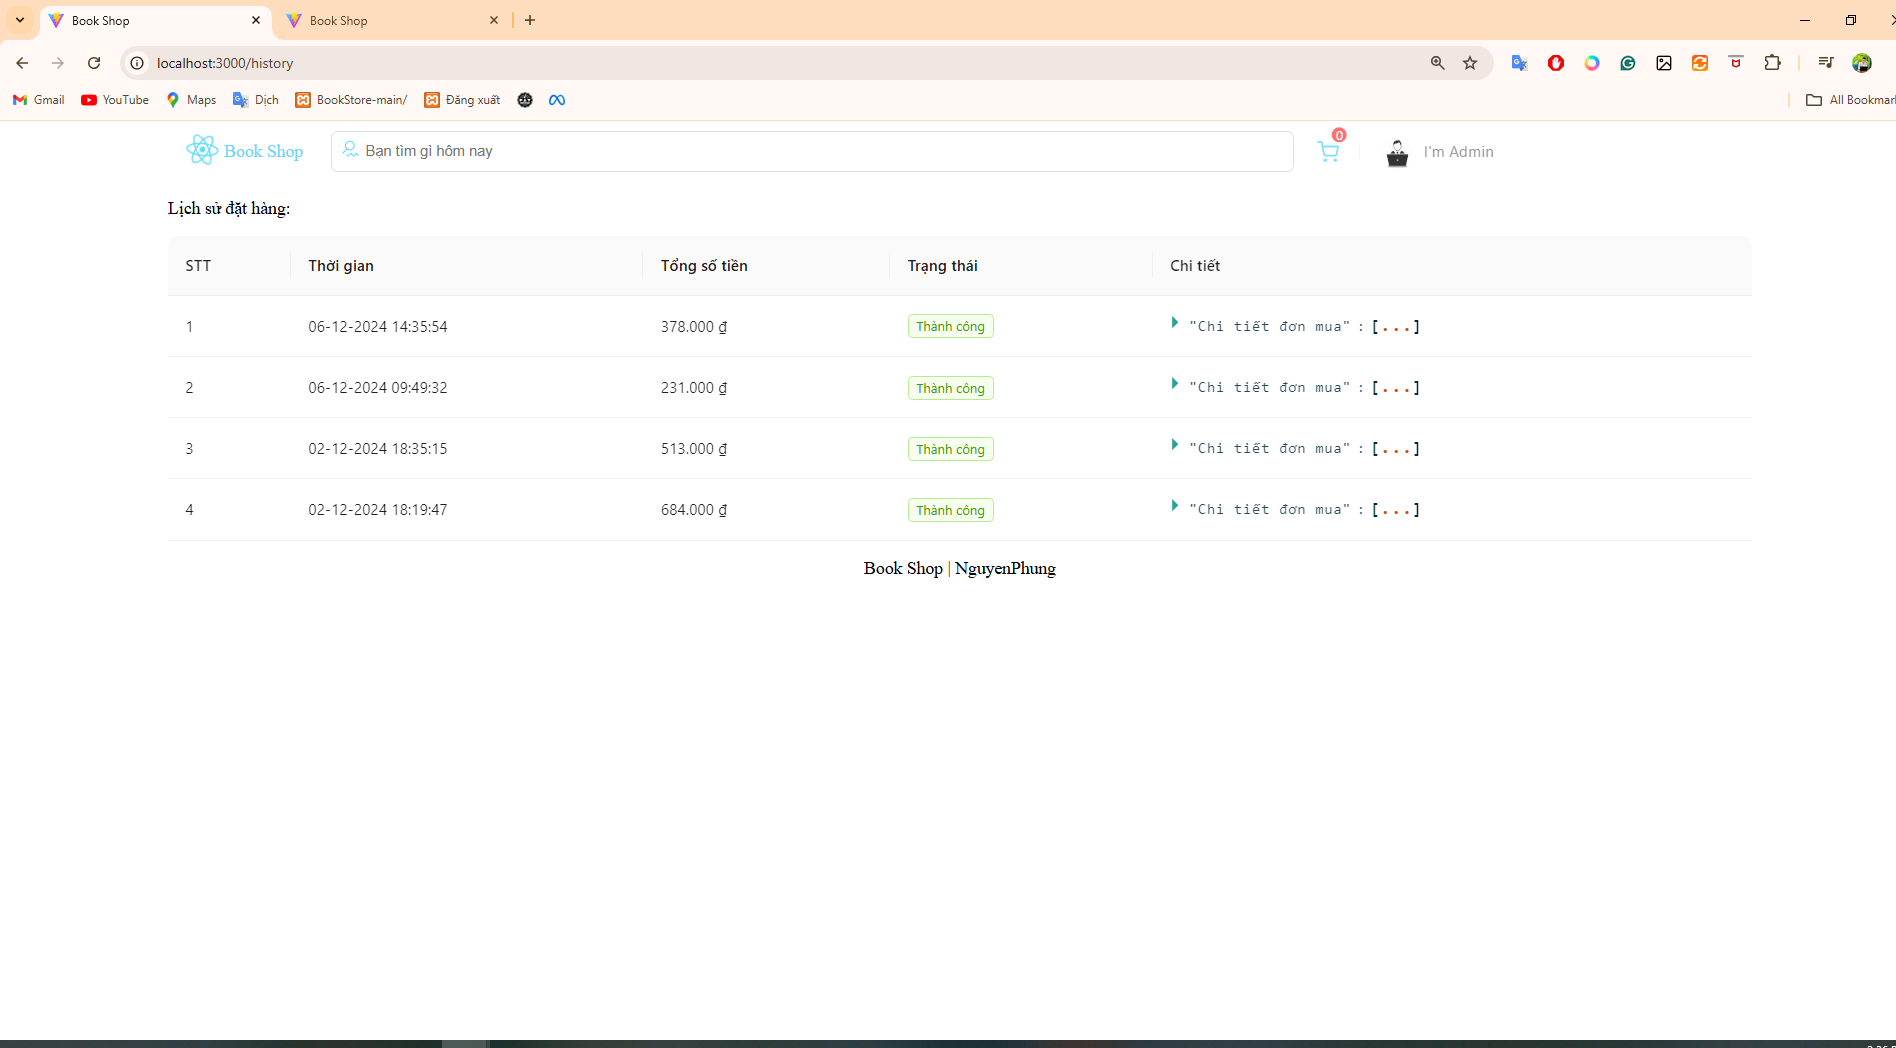 Book Shop
Book Shop
localhost:3000/history
Gmail YouTube Maps Dịch BookStore-main/ Đăng xuất
Book Shop Bạn tìm gì hôm nay 0 I'm Admin
Lịch sử đặt hàng:
STT Thời gian Tổng số tiền Trạng thái Chi tiết
1 06-12-2024 14:35:54 378.000 ₫ Thành công "Chi tiết đơn mua" : [...]
2 06-12-2024 09:49:32 231.000 ₫ Thành công "Chi tiết đơn mua" : [...]
3 02-12-2024 18:35:15 513.000 ₫ Thành công "Chi tiết đơn mua" : [...]
4 02-12-2024 18:19:47 684.000 ₫ Thành công "Chi tiết đơn mua" : [...]
Book Shop | NguyenPhung